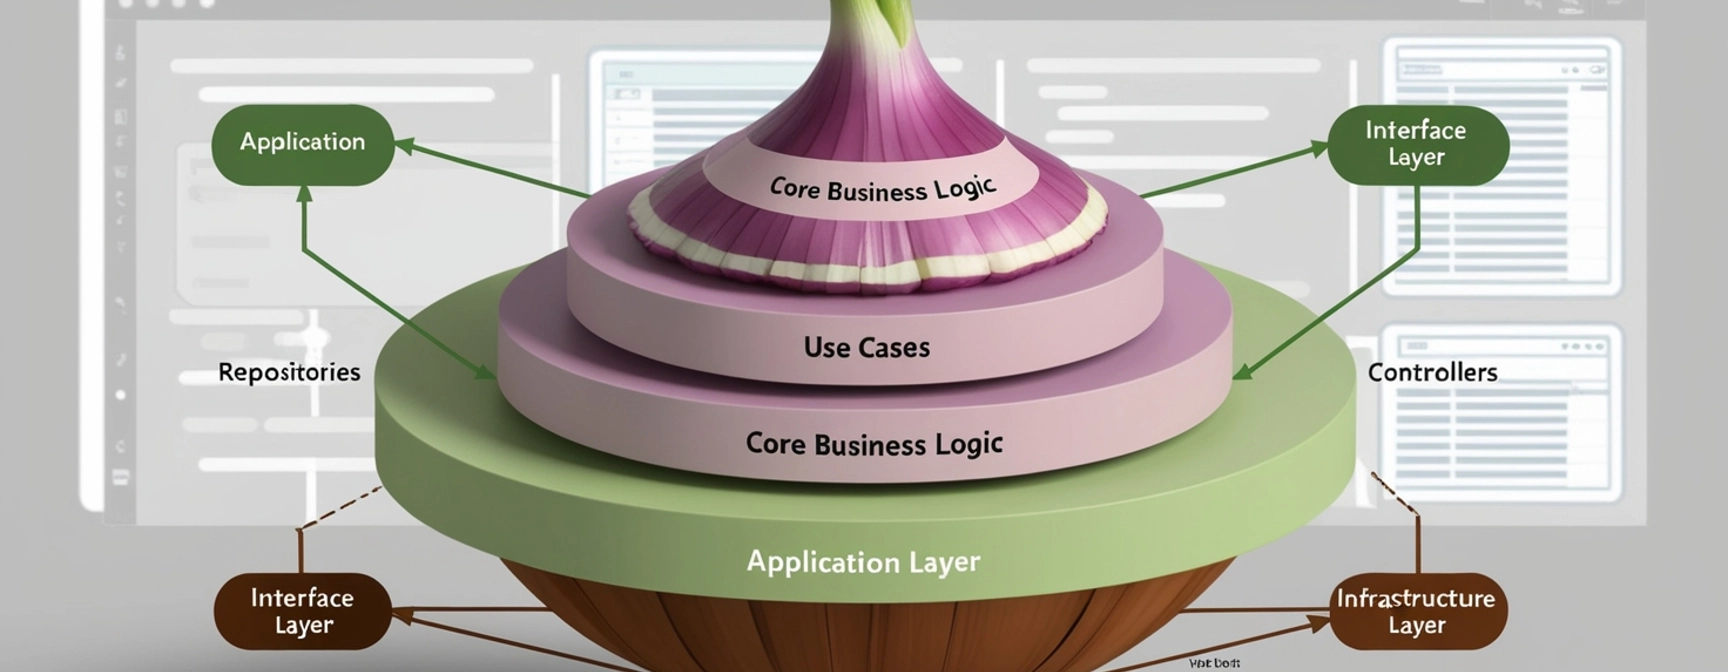 Application
Interface
Layer
Core Business Logic
Use Cases
Repositories
Controllers
Core Business Logic
Application Layer
Interface
Layer
Infrastructure
Layer